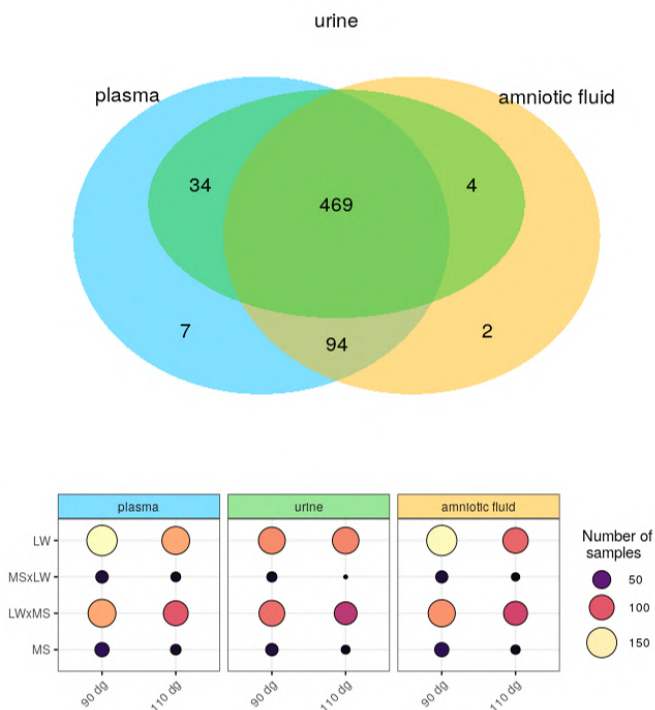 urine
plasma
amniotic fluid
34
469
4
7
94
2
plasma urine amniotic fluid
LW
MSxLW
LWxMS
MS
90 dg 110 dg 90 dg 110 dg 90 dg 110 dg
Number of
samples
50
100
150